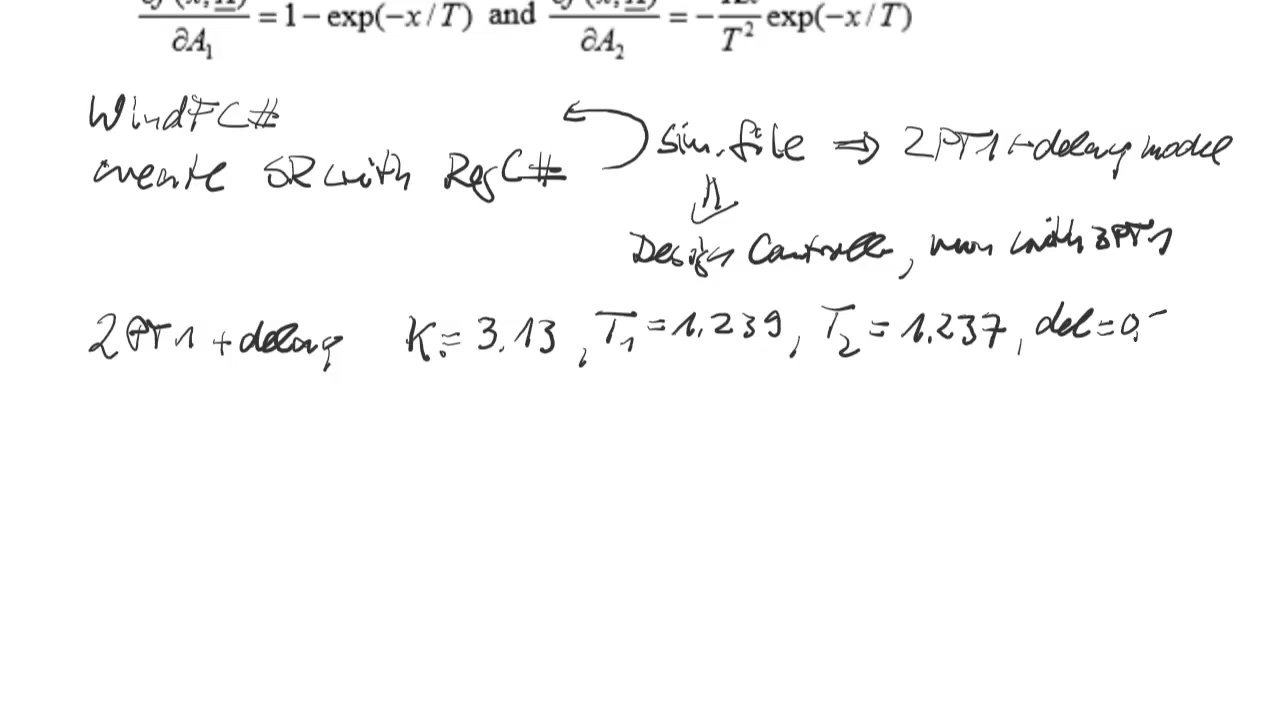 = 1 − exp(−x/T) and = − exp(−x/T)
∂A₁ ∂A₂ T²
WindFC#
create SR with RegC#
sim. file ⇒ 2PT1+delay model
Design Controller, run with 3PT1
2PT1 + delay K = 3.13, T₁ = 1.239, T₂ = 1.237, del = 0.